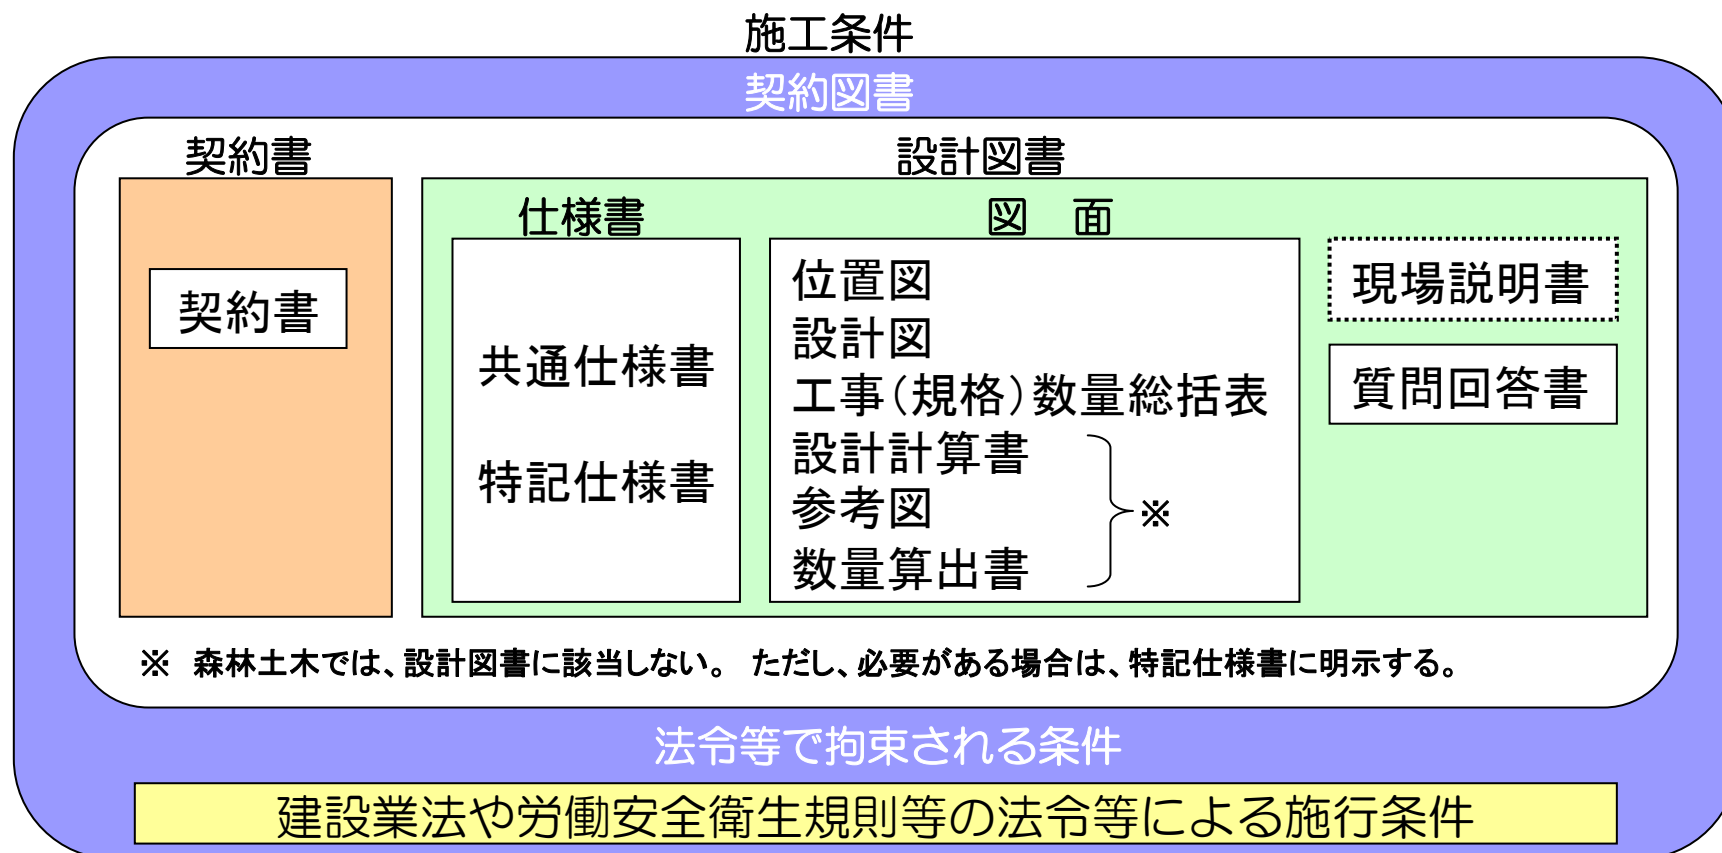 施工条件
契約図書
契約書
設計図書
仕様書
図　面
契約書
共通仕様書
特記仕様書
位置図
設計図
工事(規格)数量総括表
設計計算書
参考図
数量算出書
※
現場説明書
質問回答書
※　森林土木では、設計図書に該当しない。 ただし、必要がある場合は、特記仕様書に明示する。
法令等で拘束される条件
建設業法や労働安全衛生規則等の法令等による施行条件